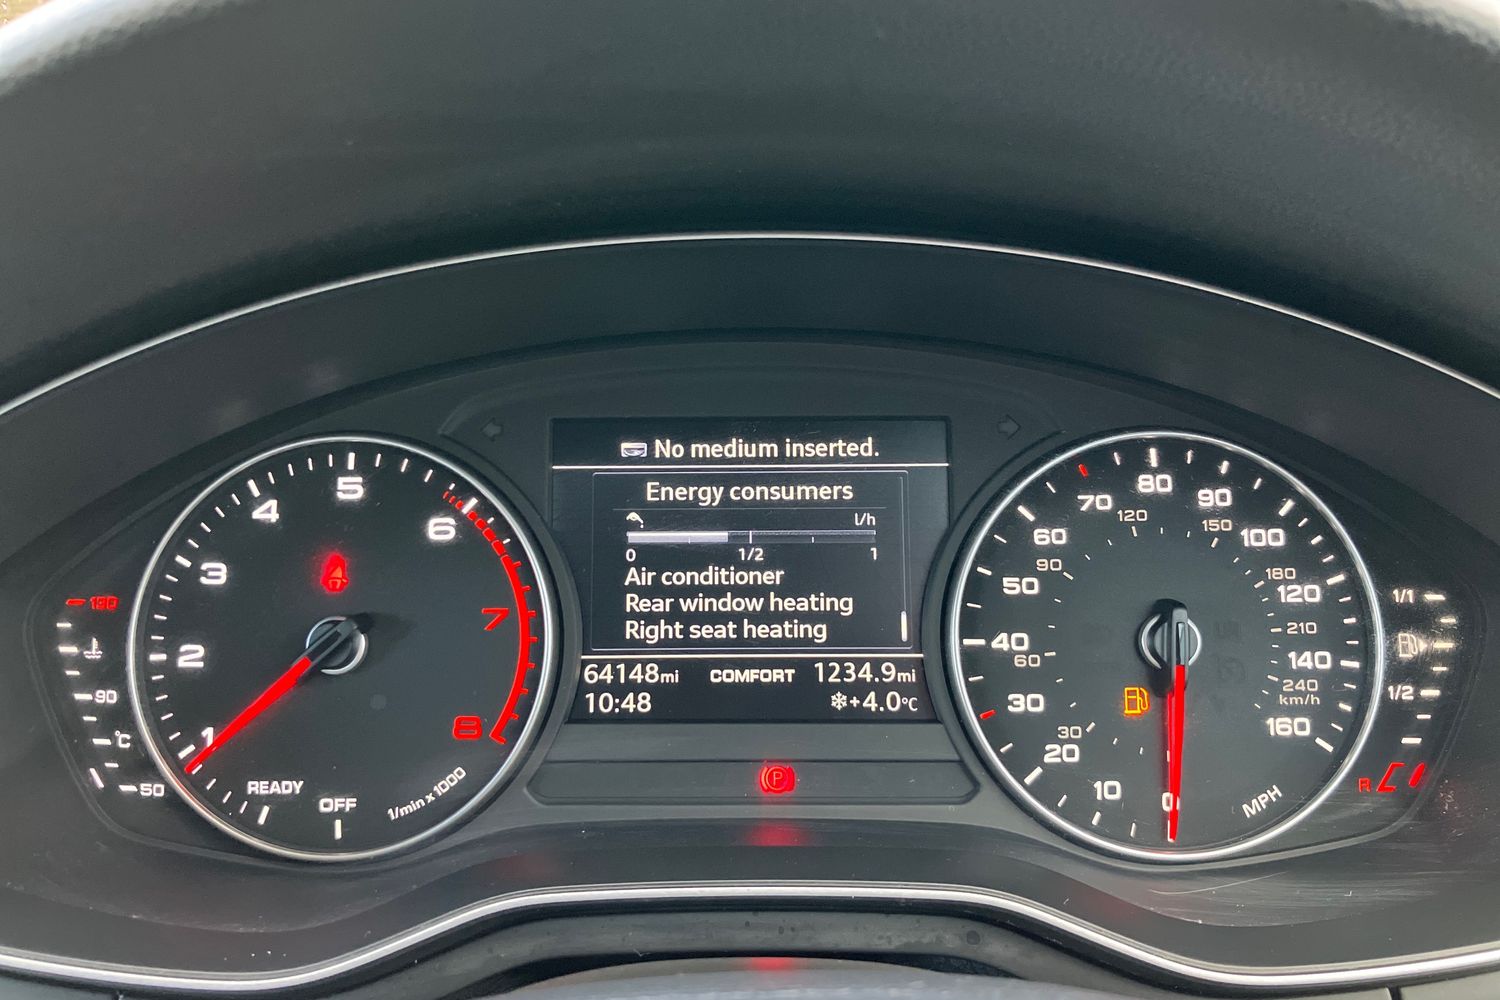 No medium inserted.
Energy consumers
l/h
0 1/2 1
Air conditioner
Rear window heating
Right seat heating
64148mi COMFORT 1234.9mi
10:48 ❄+4.0°C
P
1
2
3
4
5
6
7
8
READY
OFF
1/min x 1000
50
°C
90
0
10
20
30
40
50
60
70
80
90
100
120
140
160
MPH
30
60
90
120
150
180
210
240
km/h
1/1
1/2
R